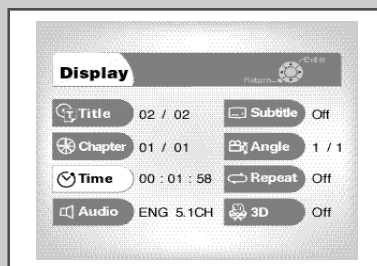 Enter
Display
Return
Title 02 / 02 Subtitle Off
Chapter 01 / 01 Angle 1 / 1
Time 00 : 01 : 58 Repeat Off
Audio ENG 5.1CH 3D Off